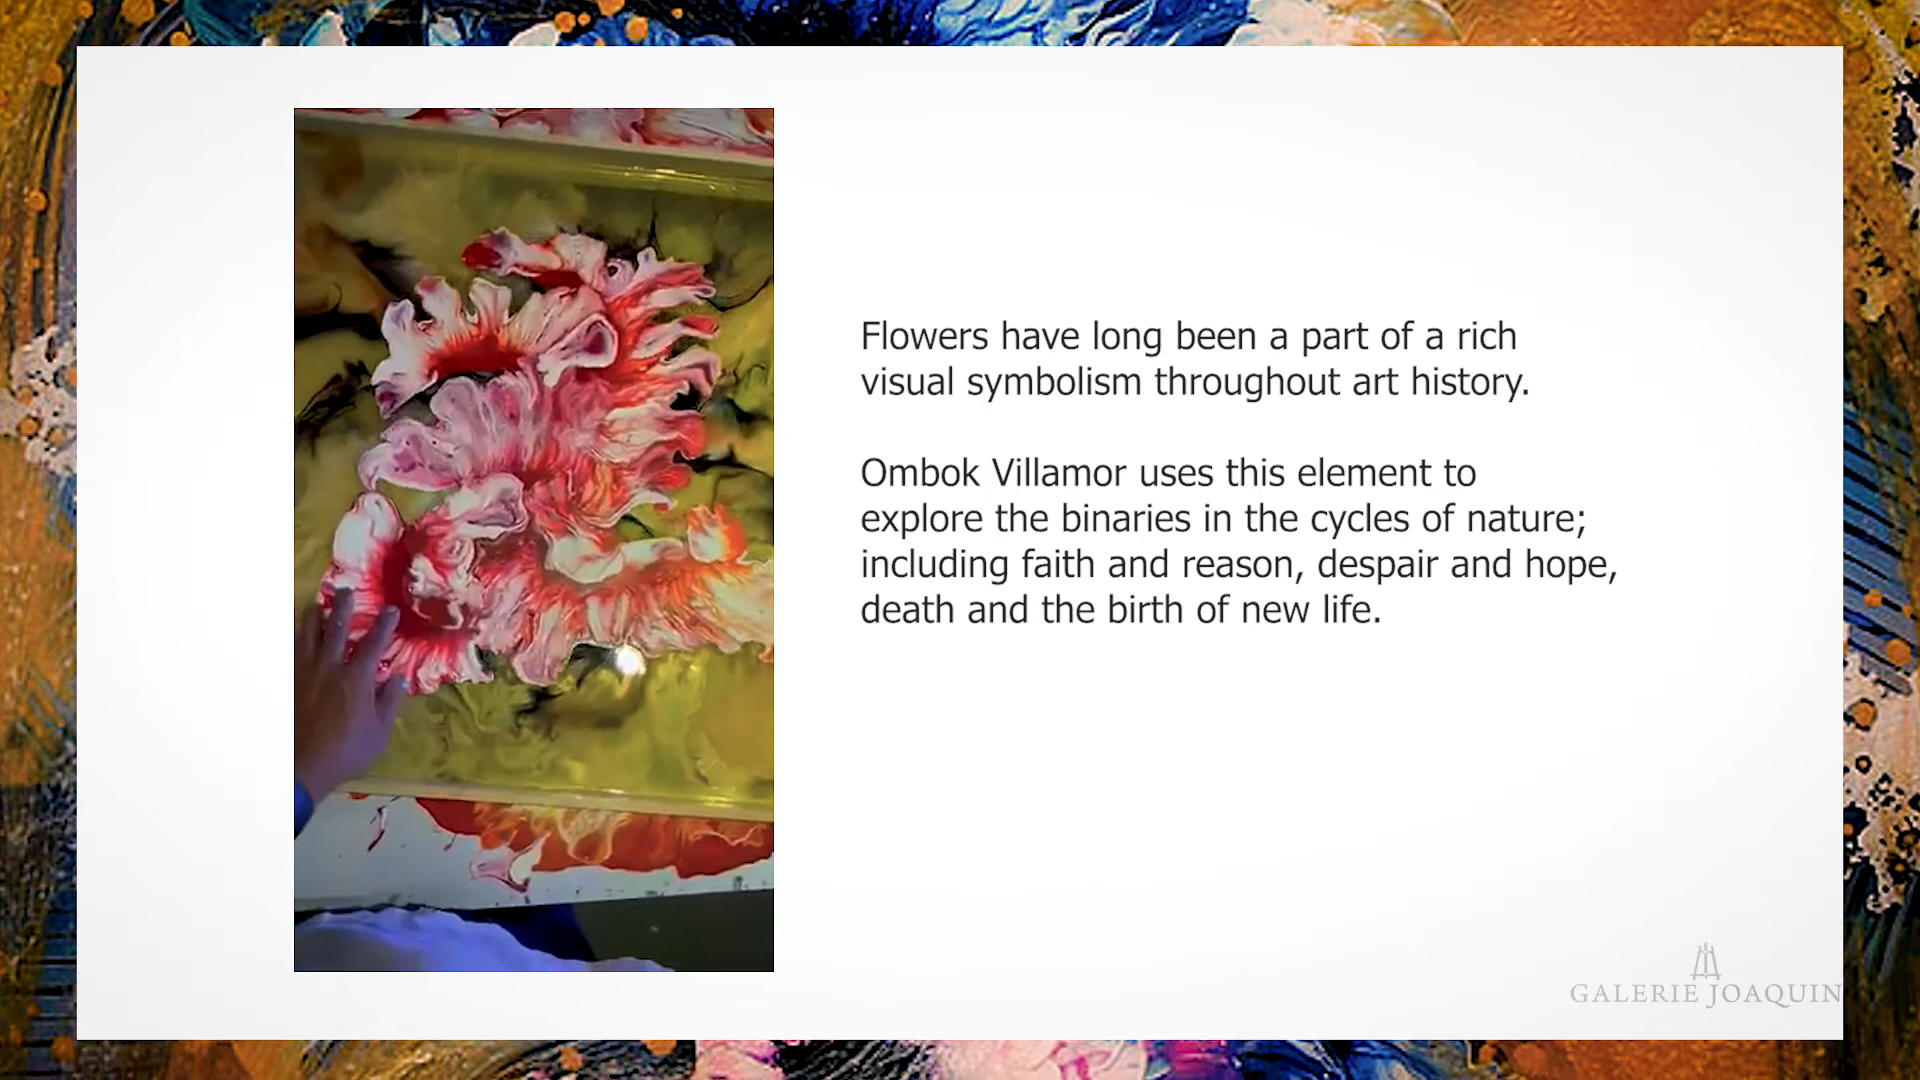 Flowers have long been a part of a rich
visual symbolism throughout art history.
Ombok Villamor uses this element to
explore the binaries in the cycles of nature;
including faith and reason, despair and hope,
death and the birth of new life.
GALERIE JOAQUIN